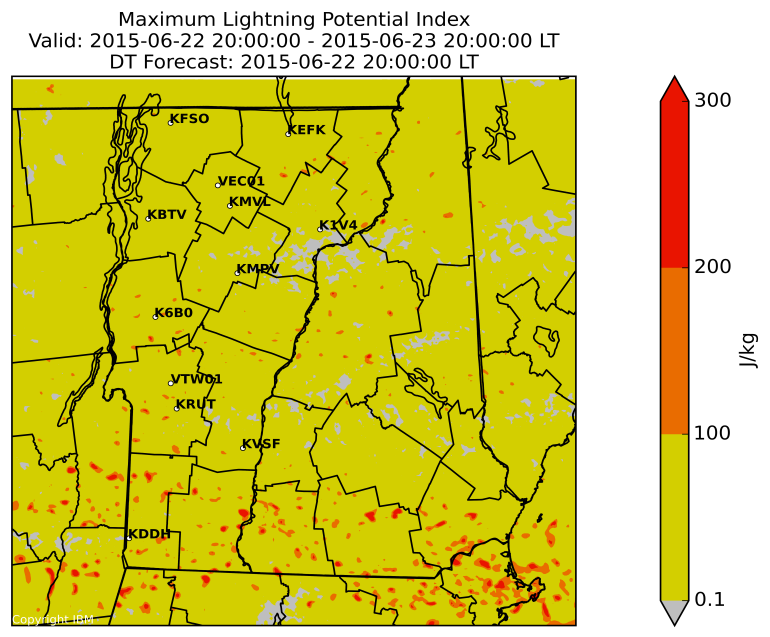 Maximum Lightning Potential Index
Valid: 2015-06-22 20:00:00 - 2015-06-23 20:00:00 LT
DT Forecast: 2015-06-22 20:00:00 LT
KFSO
KEFK
VEC01
KMVL
KBTV
K1V4
KMPV
K6B0
VTW01
KRUT
KVSF
KDDH
Copyright IBM
300
200
100
0.1
J/kg